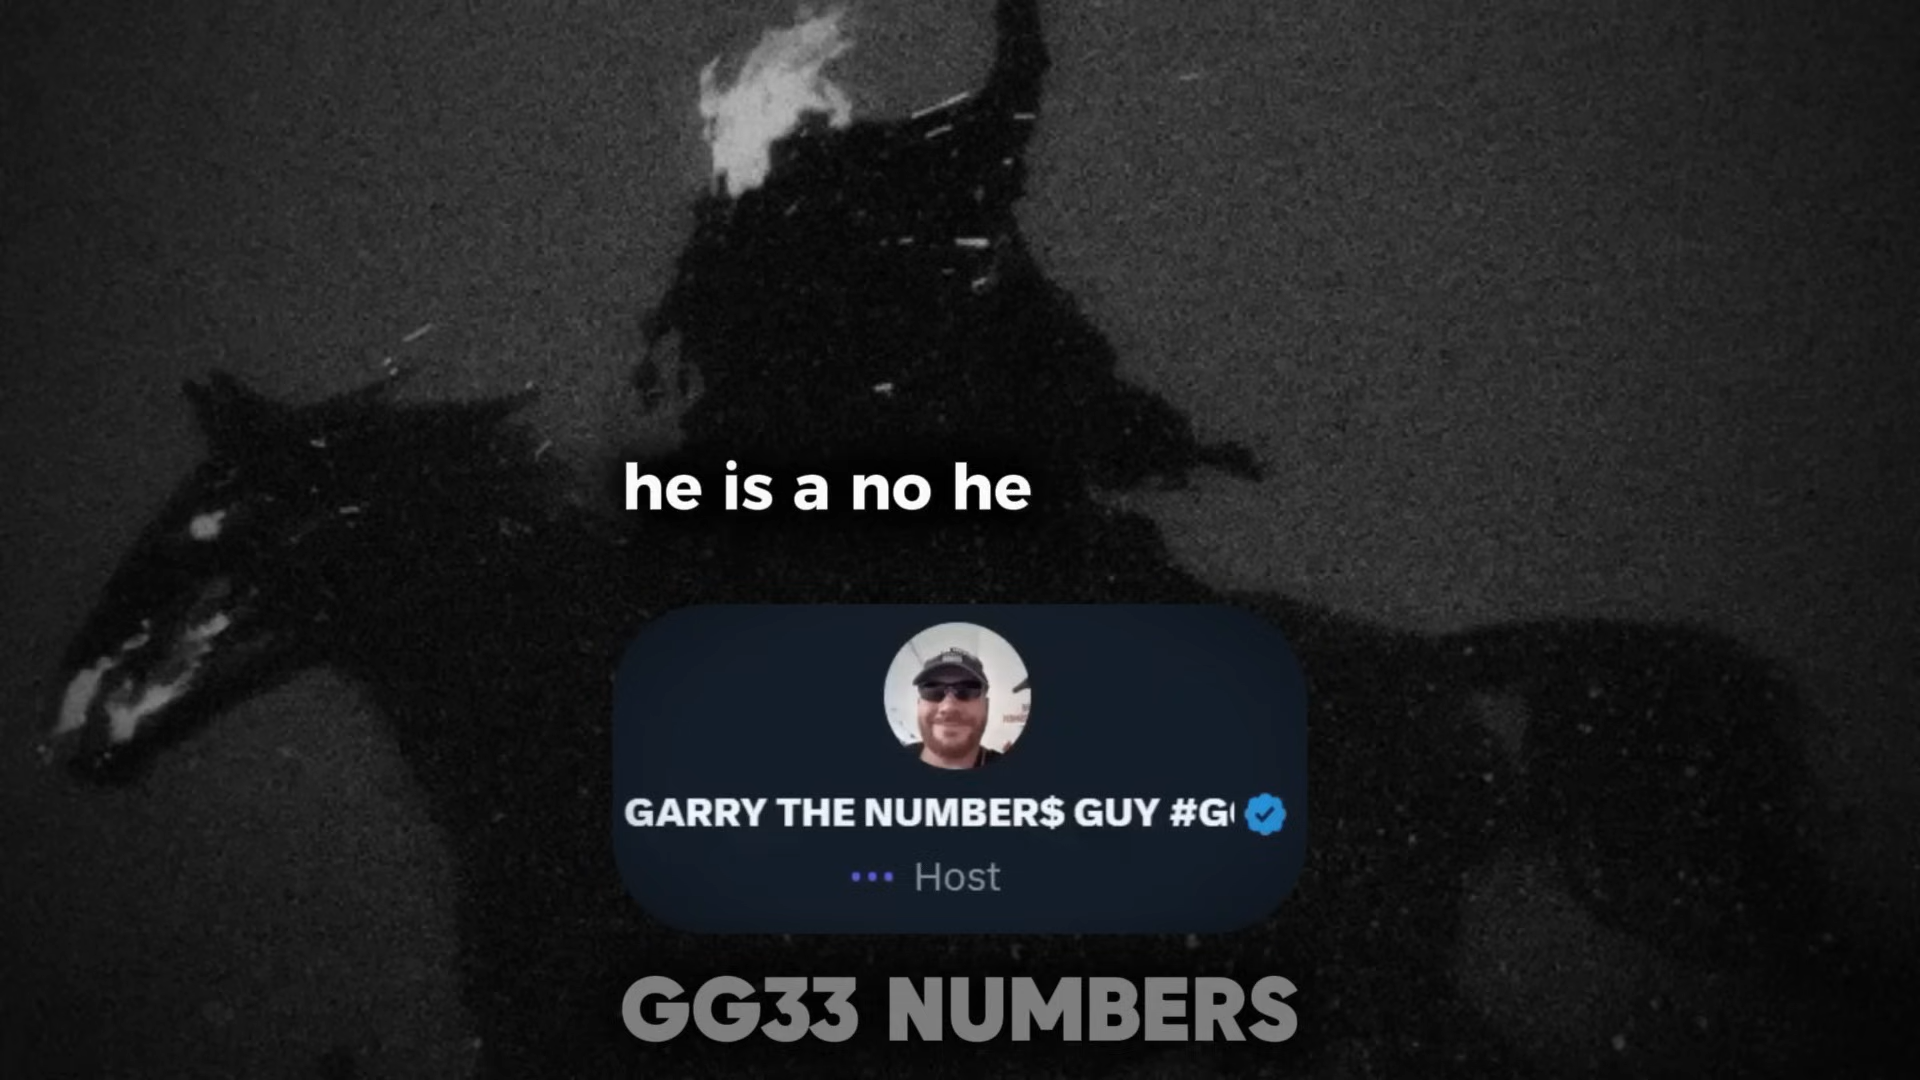 he is a no he
GARRY THE NUMBER$ GUY #G
Host
GG33 NUMBERS